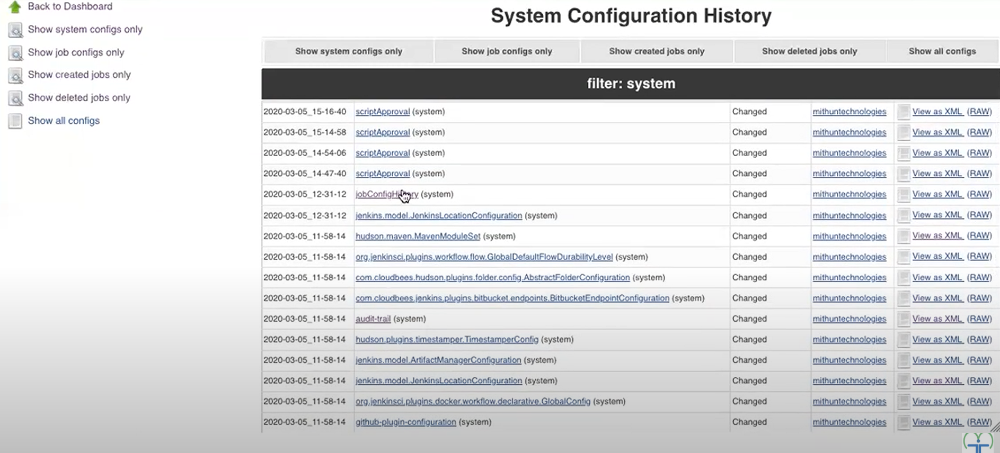 Back to Dashboard
Show system configs only
Show job configs only
Show created jobs only
Show deleted jobs only
Show all configs
System Configuration History
Show system configs only Show job configs only Show created jobs only Show deleted jobs only Show all configs
filter: system
2020-03-05_15-16-40 scriptApproval (system) Changed mithuntechnologies View as XML (RAW)
2020-03-05_15-14-58 scriptApproval (system) Changed mithuntechnologies View as XML (RAW)
2020-03-05_14-54-06 scriptApproval (system) Changed mithuntechnologies View as XML (RAW)
2020-03-05_14-47-40 scriptApproval (system) Changed mithuntechnologies View as XML (RAW)
2020-03-05_12-31-12 jobConfigHistory (system) Changed mithuntechnologies View as XML (RAW)
2020-03-05_12-31-12 jenkins.model.JenkinsLocationConfiguration (system) Changed mithuntechnologies View as XML (RAW)
2020-03-05_11-58-14 hudson.maven.MavenModuleSet (system) Changed mithuntechnologies View as XML (RAW)
2020-03-05_11-58-14 org.jenkinsci.plugins.workflow.flow.GlobalDefaultFlowDurabilityLevel (system) Changed mithuntechnologies View as XML (RAW)
2020-03-05_11-58-14 com.cloudbees.hudson.plugins.folder.config.AbstractFolderConfiguration (system) Changed mithuntechnologies View as XML (RAW)
2020-03-05_11-58-14 com.cloudbees.jenkins.plugins.bitbucket.endpoints.BitbucketEndpointConfiguration (system) Changed mithuntechnologies View as XML (RAW)
2020-03-05_11-58-14 audit-trail (system) Changed mithuntechnologies View as XML (RAW)
2020-03-05_11-58-14 hudson.plugins.timestamper.TimestamperConfig (system) Changed mithuntechnologies View as XML (RAW)
2020-03-05_11-58-14 jenkins.model.ArtifactManagerConfiguration (system) Changed mithuntechnologies View as XML (RAW)
2020-03-05_11-58-14 jenkins.model.JenkinsLocationConfiguration (system) Changed mithuntechnologies View as XML (RAW)
2020-03-05_11-58-14 org.jenkinsci.plugins.docker.workflow.declarative.GlobalConfig (system) Changed mithuntechnologies View as XML (RAW)
2020-03-05_11-58-14 github-plugin-configuration (system) Changed mithuntechnologies View as XML (RAW)